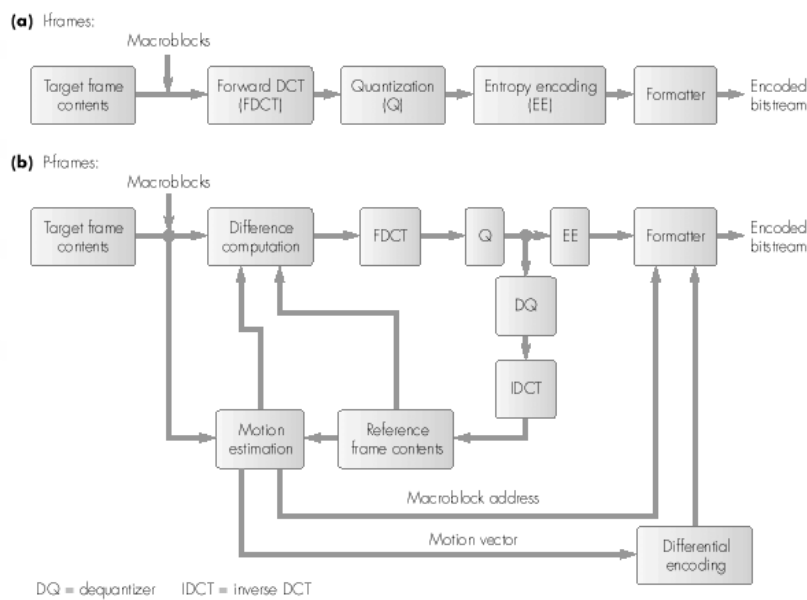 (a) I-frames:
Macroblocks
Target frame
contents
Forward DCT
(FDCT)
Quantization
(Q)
Entropy encoding
(EE)
Formatter
Encoded
bitstream
(b) P-frames:
Macroblocks
Target frame
contents
Difference
computation
FDCT
Q
EE
Formatter
Encoded
bitstream
DQ
IDCT
Motion
estimation
Reference
frame contents
Macroblock address
Motion vector
Differential
encoding
DQ = dequantizer IDCT = inverse DCT